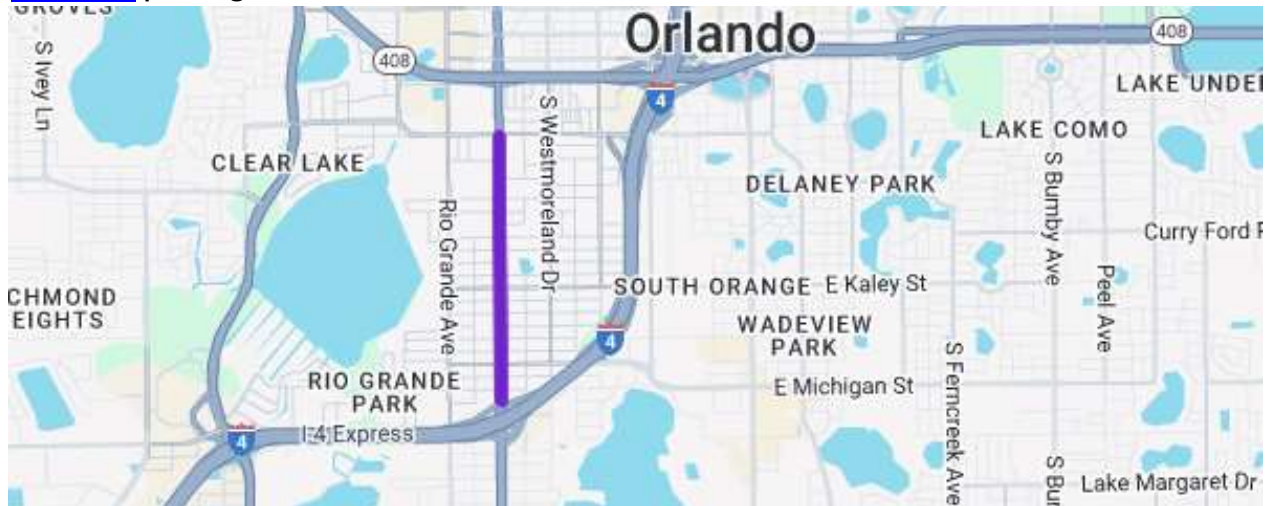 GROVES
Orlando
408
408
S Ivey Ln
4
LAKE UNDE
S Westmoreland Dr
LAKE COMO
CLEAR LAKE
DELANEY PARK
S Bumby Ave
Rio Grande Ave
Curry Ford
CHMOND
EIGHTS
SOUTH ORANGE
E Kaley St
Peel Ave
WADEVIEW
PARK
4
S Ferncreek Ave
RIO GRANDE
PARK
E Michigan St
I-4 Express
4
S Bu
Lake Margaret Dr